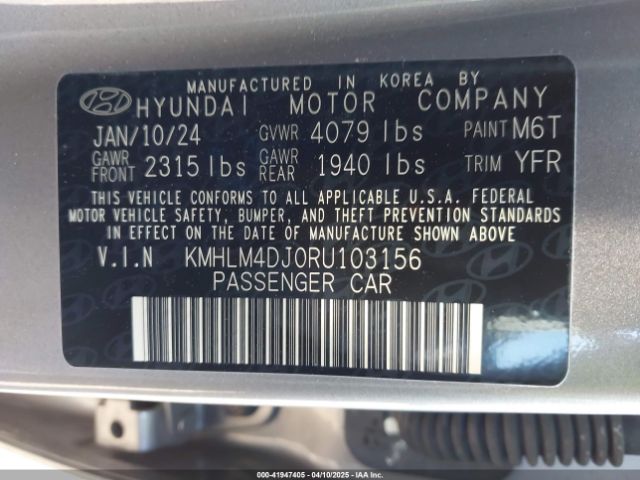 MANUFACTURED IN KOREA BY
HYUNDAI MOTOR COMPANY
JAN/10/24 GVWR 4079 lbs PAINT M6T
GAWR FRONT 2315 lbs GAWR REAR 1940 lbs TRIM YFR
THIS VEHICLE CONFORMS TO ALL APPLICABLE U.S.A. FEDERAL
MOTOR VEHICLE SAFETY, BUMPER, AND THEFT PREVENTION STANDARDS
IN EFFECT ON THE DATE OF MANUFACTURE SHOWN ABOVE
V.I.N KMHLM4DJ0RU103156
PASSENGER CAR
000-41947405 - 04/10/2025 - IAAI.COM